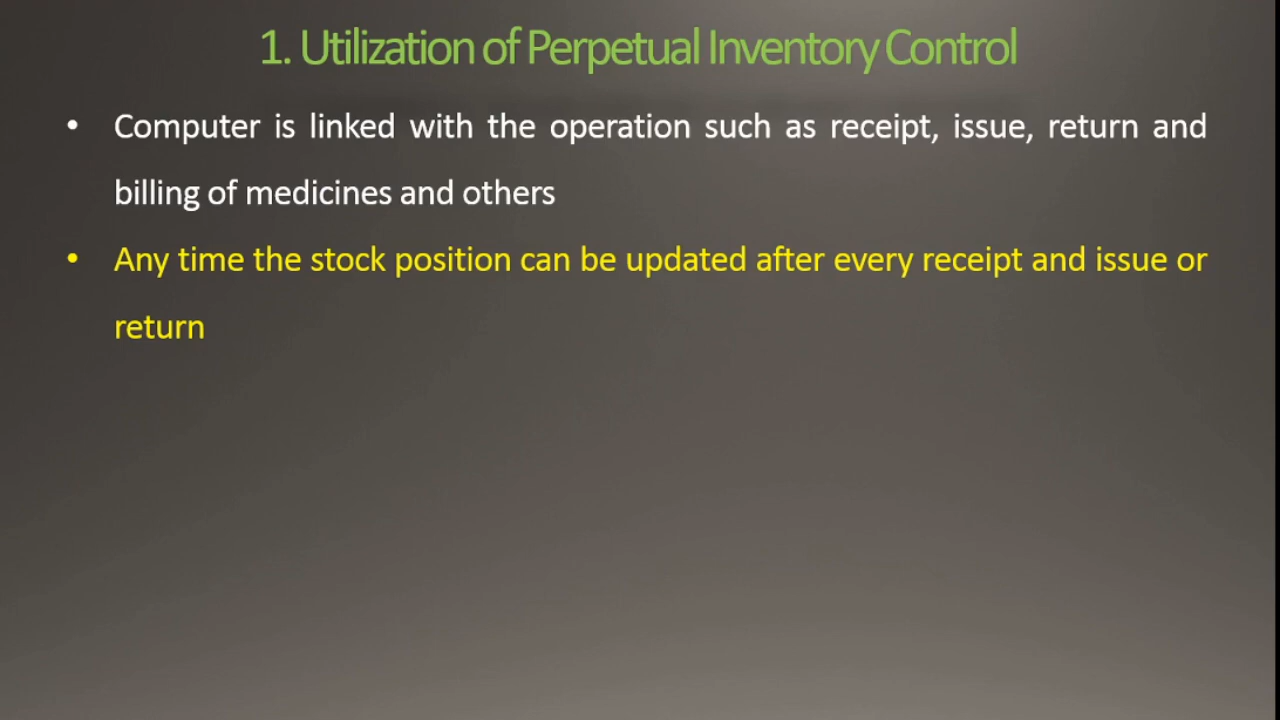 1. Utilization of Perpetual Inventory Control
• Computer is linked with the operation such as receipt, issue, return and
billing of medicines and others
• Any time the stock position can be updated after every receipt and issue or
return